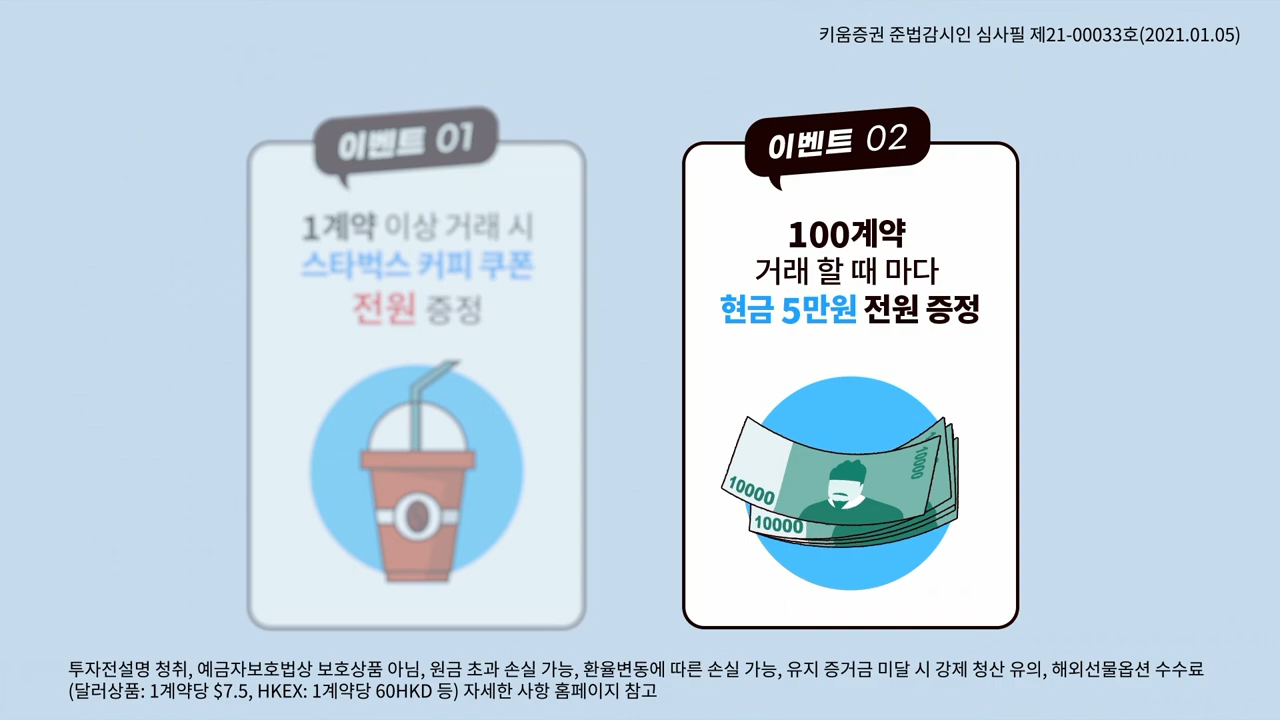 키움증권 준법감시인 심사필 제21-00033호(2021.01.05)
이벤트 01
1계약 이상 거래 시
스타벅스 커피 쿠폰
전원 증정
이벤트 02
100계약
거래 할 때 마다
현금 5만원 전원 증정
10000
10000
10000
투자전설명 청취, 예금자보호법상 보호상품 아님, 원금 초과 손실 가능, 환율변동에 따른 손실 가능, 유지 증거금 미달 시 강제 청산 유의, 해외선물옵션 수수료
(달러상품: 1계약당 $7.5, HKEX: 1계약당 60HKD 등) 자세한 사항 홈페이지 참고